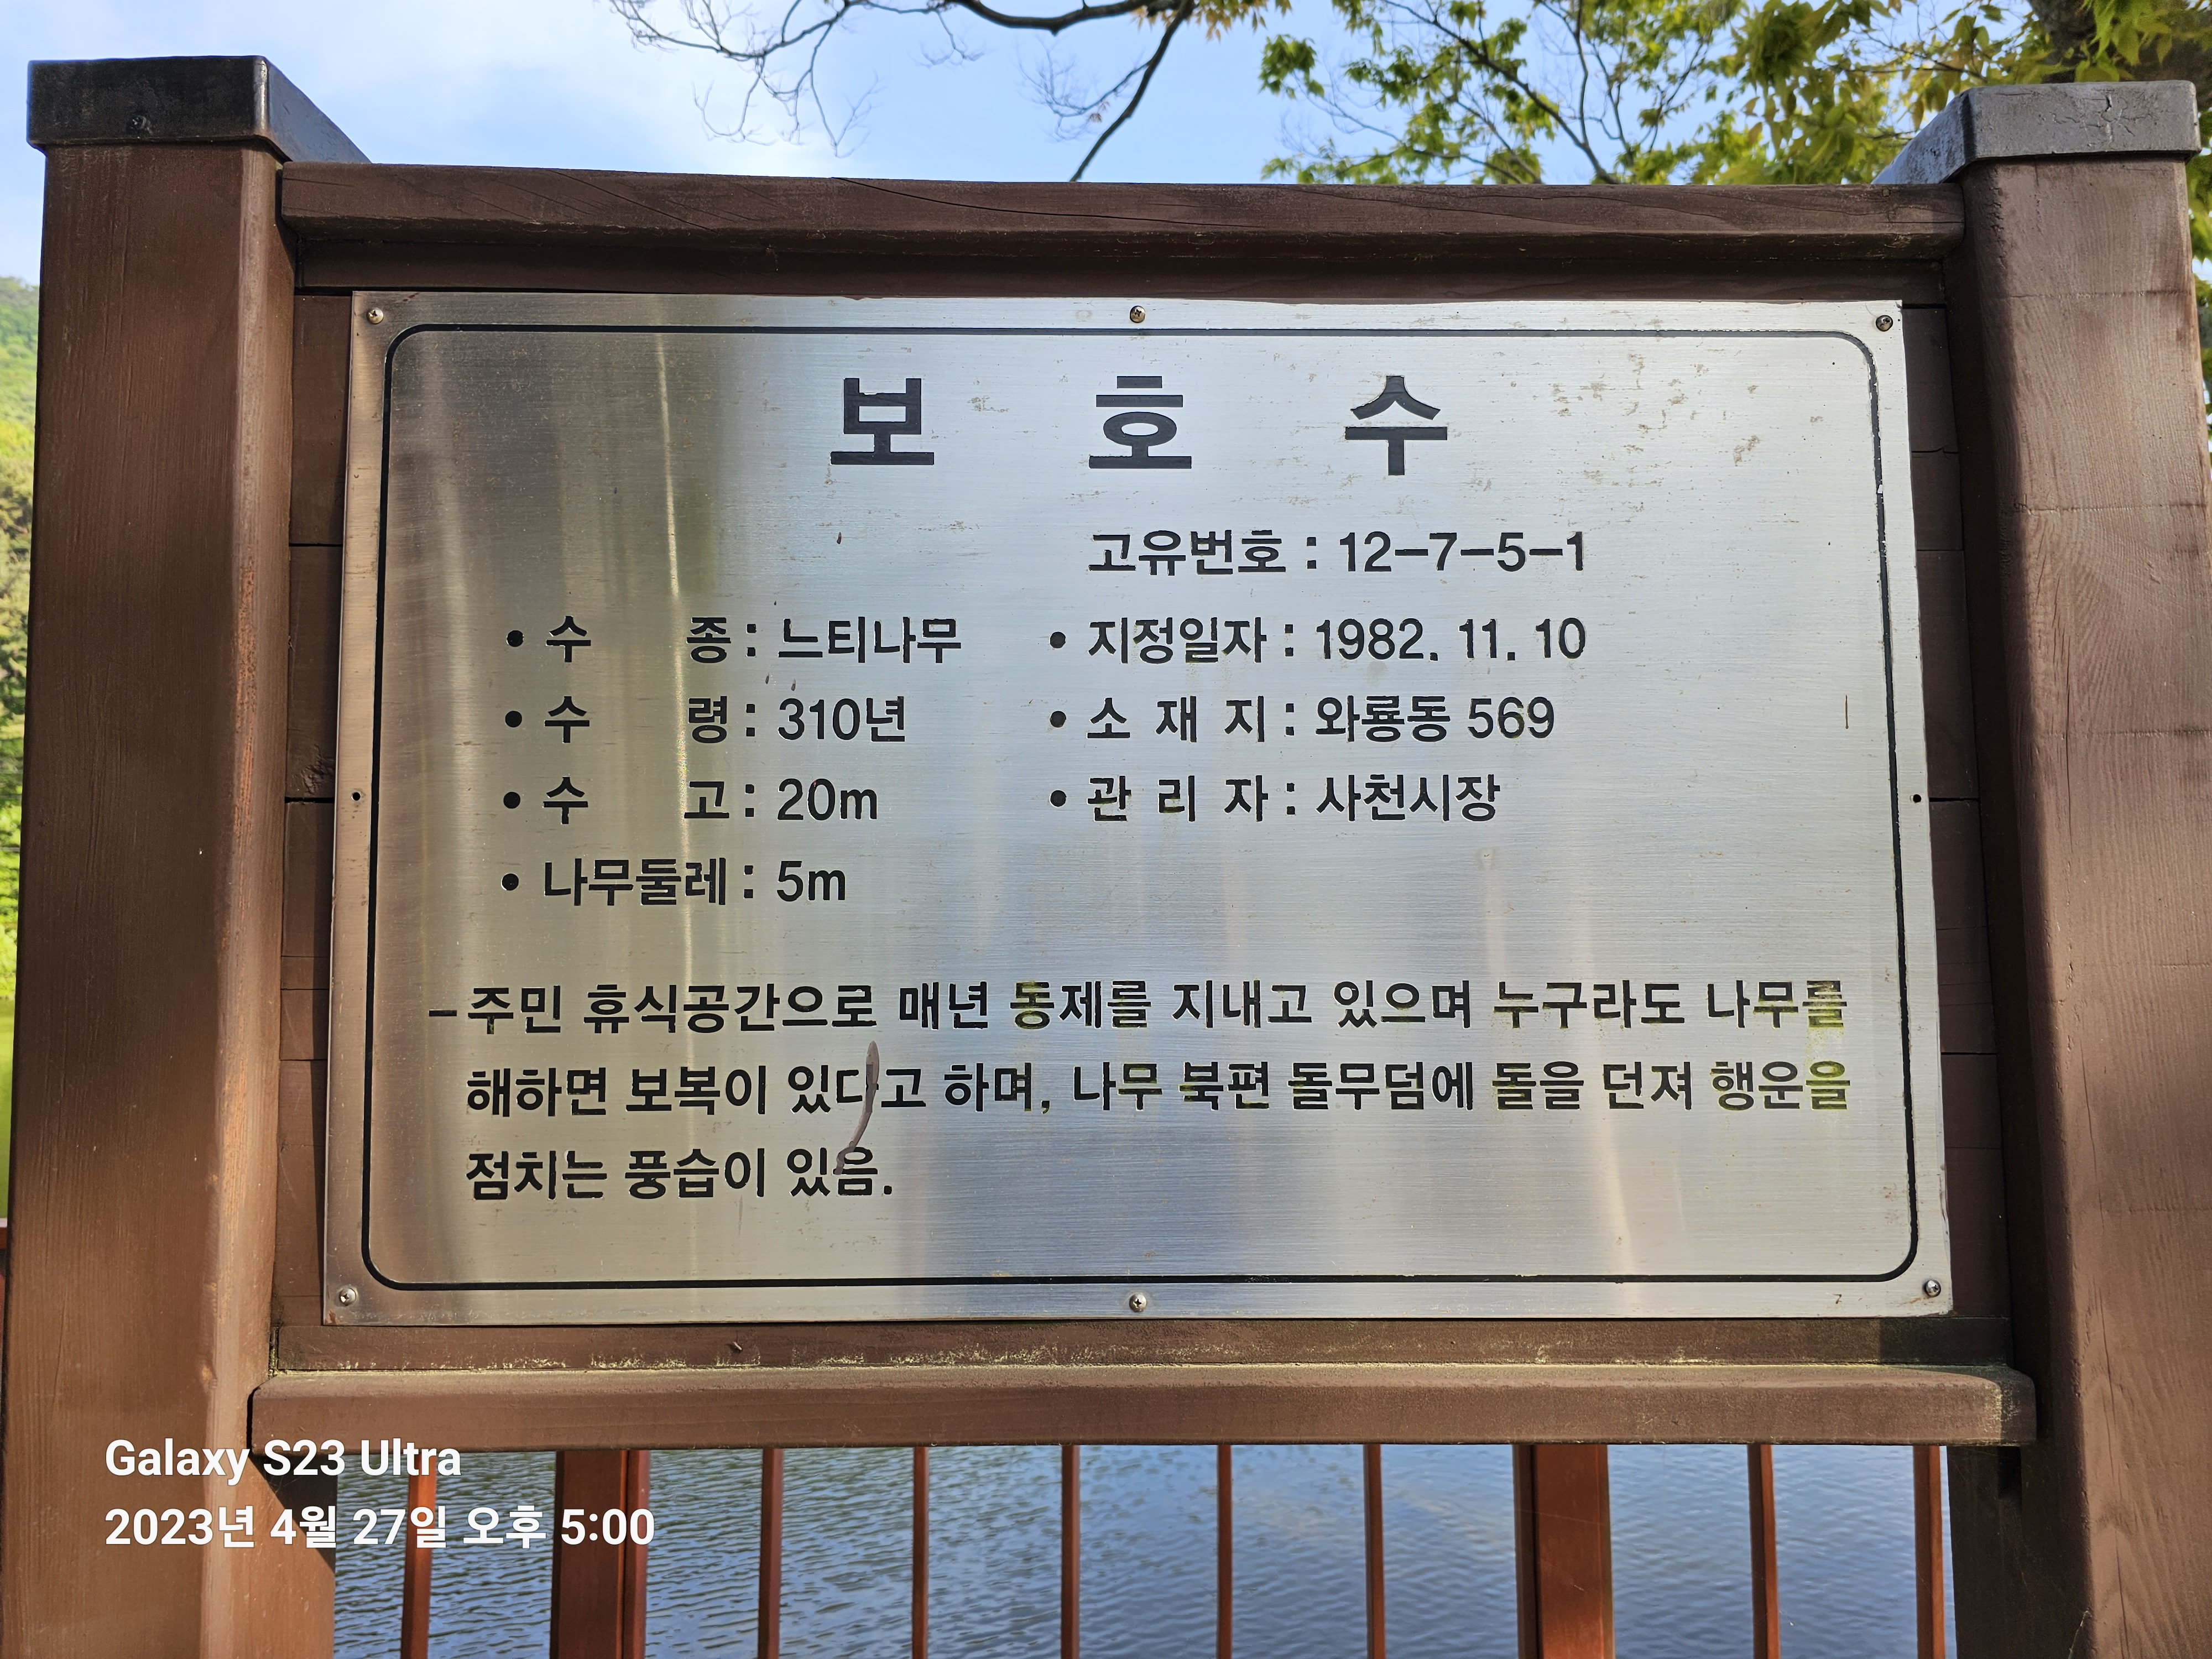 보 호 수
고유번호 : 12-7-5-1
• 수 종 : 느티나무 • 지정일자 : 1982. 11. 10
• 수 령 : 310년 • 소 재 지 : 와룡동 569
• 수 고 : 20m • 관 리 자 : 사천시장
• 나무둘레 : 5m
- 주민 휴식공간으로 매년 동제를 지내고 있으며 누구라도 나무를
해하면 보복이 있다고 하며, 나무 북편 돌무덤에 돌을 던져 행운을
점치는 풍습이 있음.
Galaxy S23 Ultra
2023년 4월 27일 오후 5:00